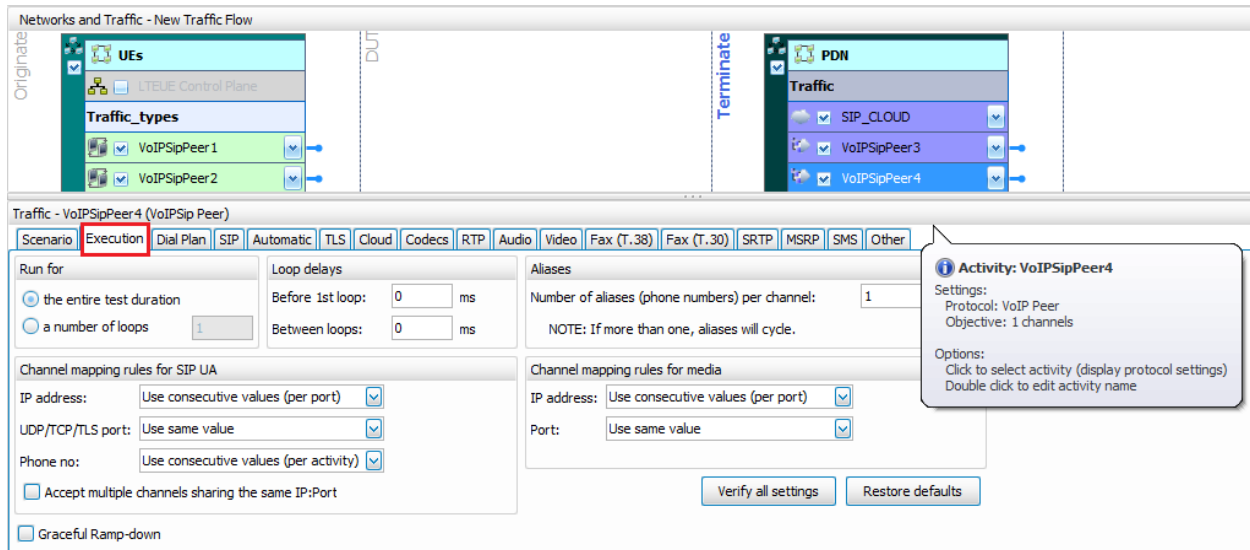 Networks and Traffic - New Traffic Flow
Originate
UEs
LTEUE Control Plane
Traffic_types
VoIPSipPeer1
VoIPSipPeer2
DUT
Terminate
PDN
Traffic
SIP_CLOUD
VoIPSipPeer3
VoIPSipPeer4
Traffic - VoIPSipPeer4 (VoIPSip Peer)
Scenario Execution Dial Plan SIP Automatic TLS Cloud Codecs RTP Audio Video Fax (T.38) Fax (T.30) SRTP MSRP SMS Other
Run for
the entire test duration
a number of loops 1
Loop delays
Before 1st loop: 0 ms
Between loops: 0 ms
Aliases
Number of aliases (phone numbers) per channel: 1
NOTE: If more than one, aliases will cycle.
Activity: VoIPSipPeer4
Settings:
Protocol: VoIP Peer
Objective: 1 channels
Options:
Click to select activity (display protocol settings)
Double click to edit activity name
Channel mapping rules for SIP UA
IP address: Use consecutive values (per port)
UDP/TCP/TLS port: Use same value
Phone no: Use consecutive values (per activity)
Accept multiple channels sharing the same IP:Port
Channel mapping rules for media
IP address: Use consecutive values (per port)
Port: Use same value
Verify all settings Restore defaults
Graceful Ramp-down